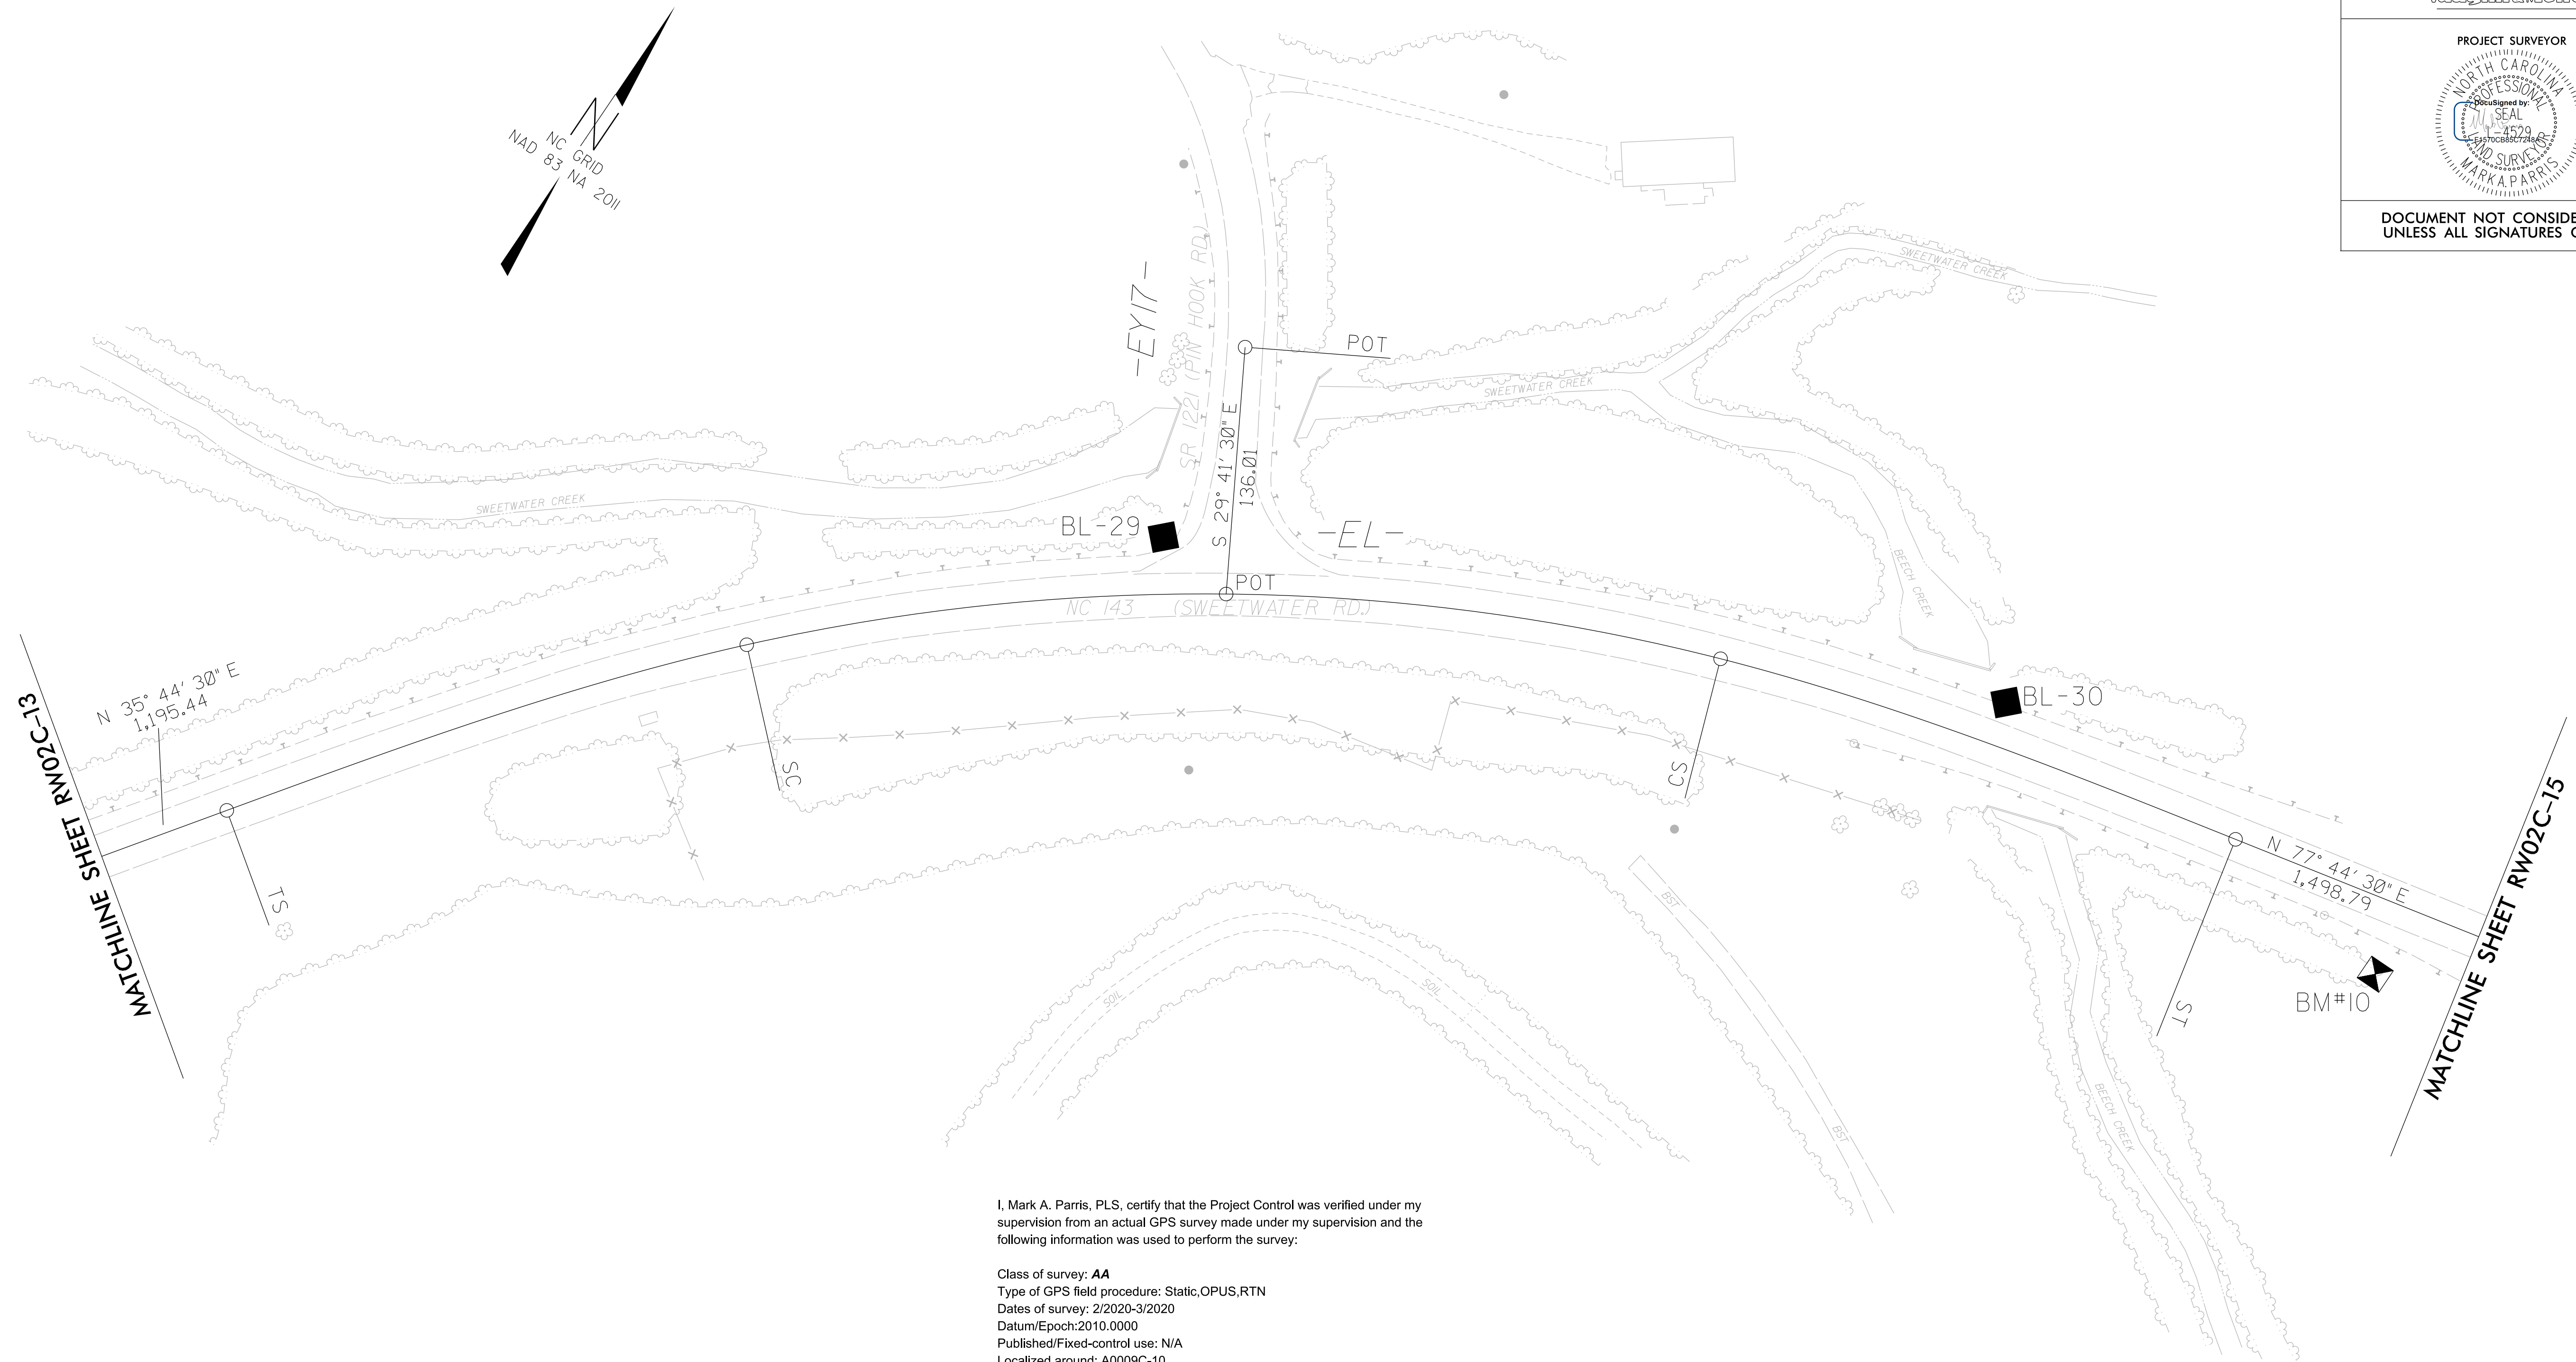 PROJECT SURVEYOR
NORTH CAROLINA
PROFESSIONAL
DocuSigned by:
SEAL
L-4529
E1570CB85C7248A
LAND SURVEYOR
MARK A. PARRIS
DOCUMENT NOT CONSIDE
UNLESS ALL SIGNATURES
NC GRID
NAD 83 NA 2011
SWEETWATER CREEK
-EY17-
SR 1221 (PIN HOOK RD)
POT
SWEETWATER CREEK
S 29° 41' 30" E
136.01
SWEETWATER CREEK
BL-29
-EL-
BEECH CREEK
POT
NC 143 (SWEETWATER RD.)
MATCHLINE SHEET RW02C-13
N 35° 44' 30" E
1,195.44
BL-30
SC
CS
TS
N 77° 44' 30" E
1,498.79
MATCHLINE SHEET RW02C-15
BST
SOIL
SOIL
BM#10
ST
BST
BEECH CREEK
I, Mark A. Parris, PLS, certify that the Project Control was verified under my
supervision from an actual GPS survey made under my supervision and the
following information was used to perform the survey:
Class of survey: AA
Type of GPS field procedure: Static,OPUS,RTN
Dates of survey: 2/2020-3/2020
Datum/Epoch:2010.0000
Published/Fixed-control use: N/A
Localized around: A0009C-10